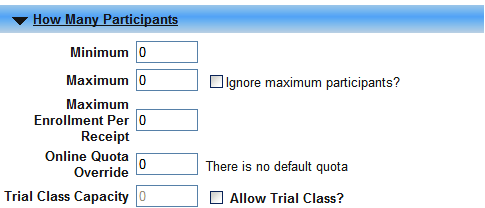 How Many Participants
Minimum 0
Maximum 0 Ignore maximum participants?
Maximum
Enrollment Per 0
Receipt
Online Quota
Override 0 There is no default quota
Trial Class Capacity 0 Allow Trial Class?